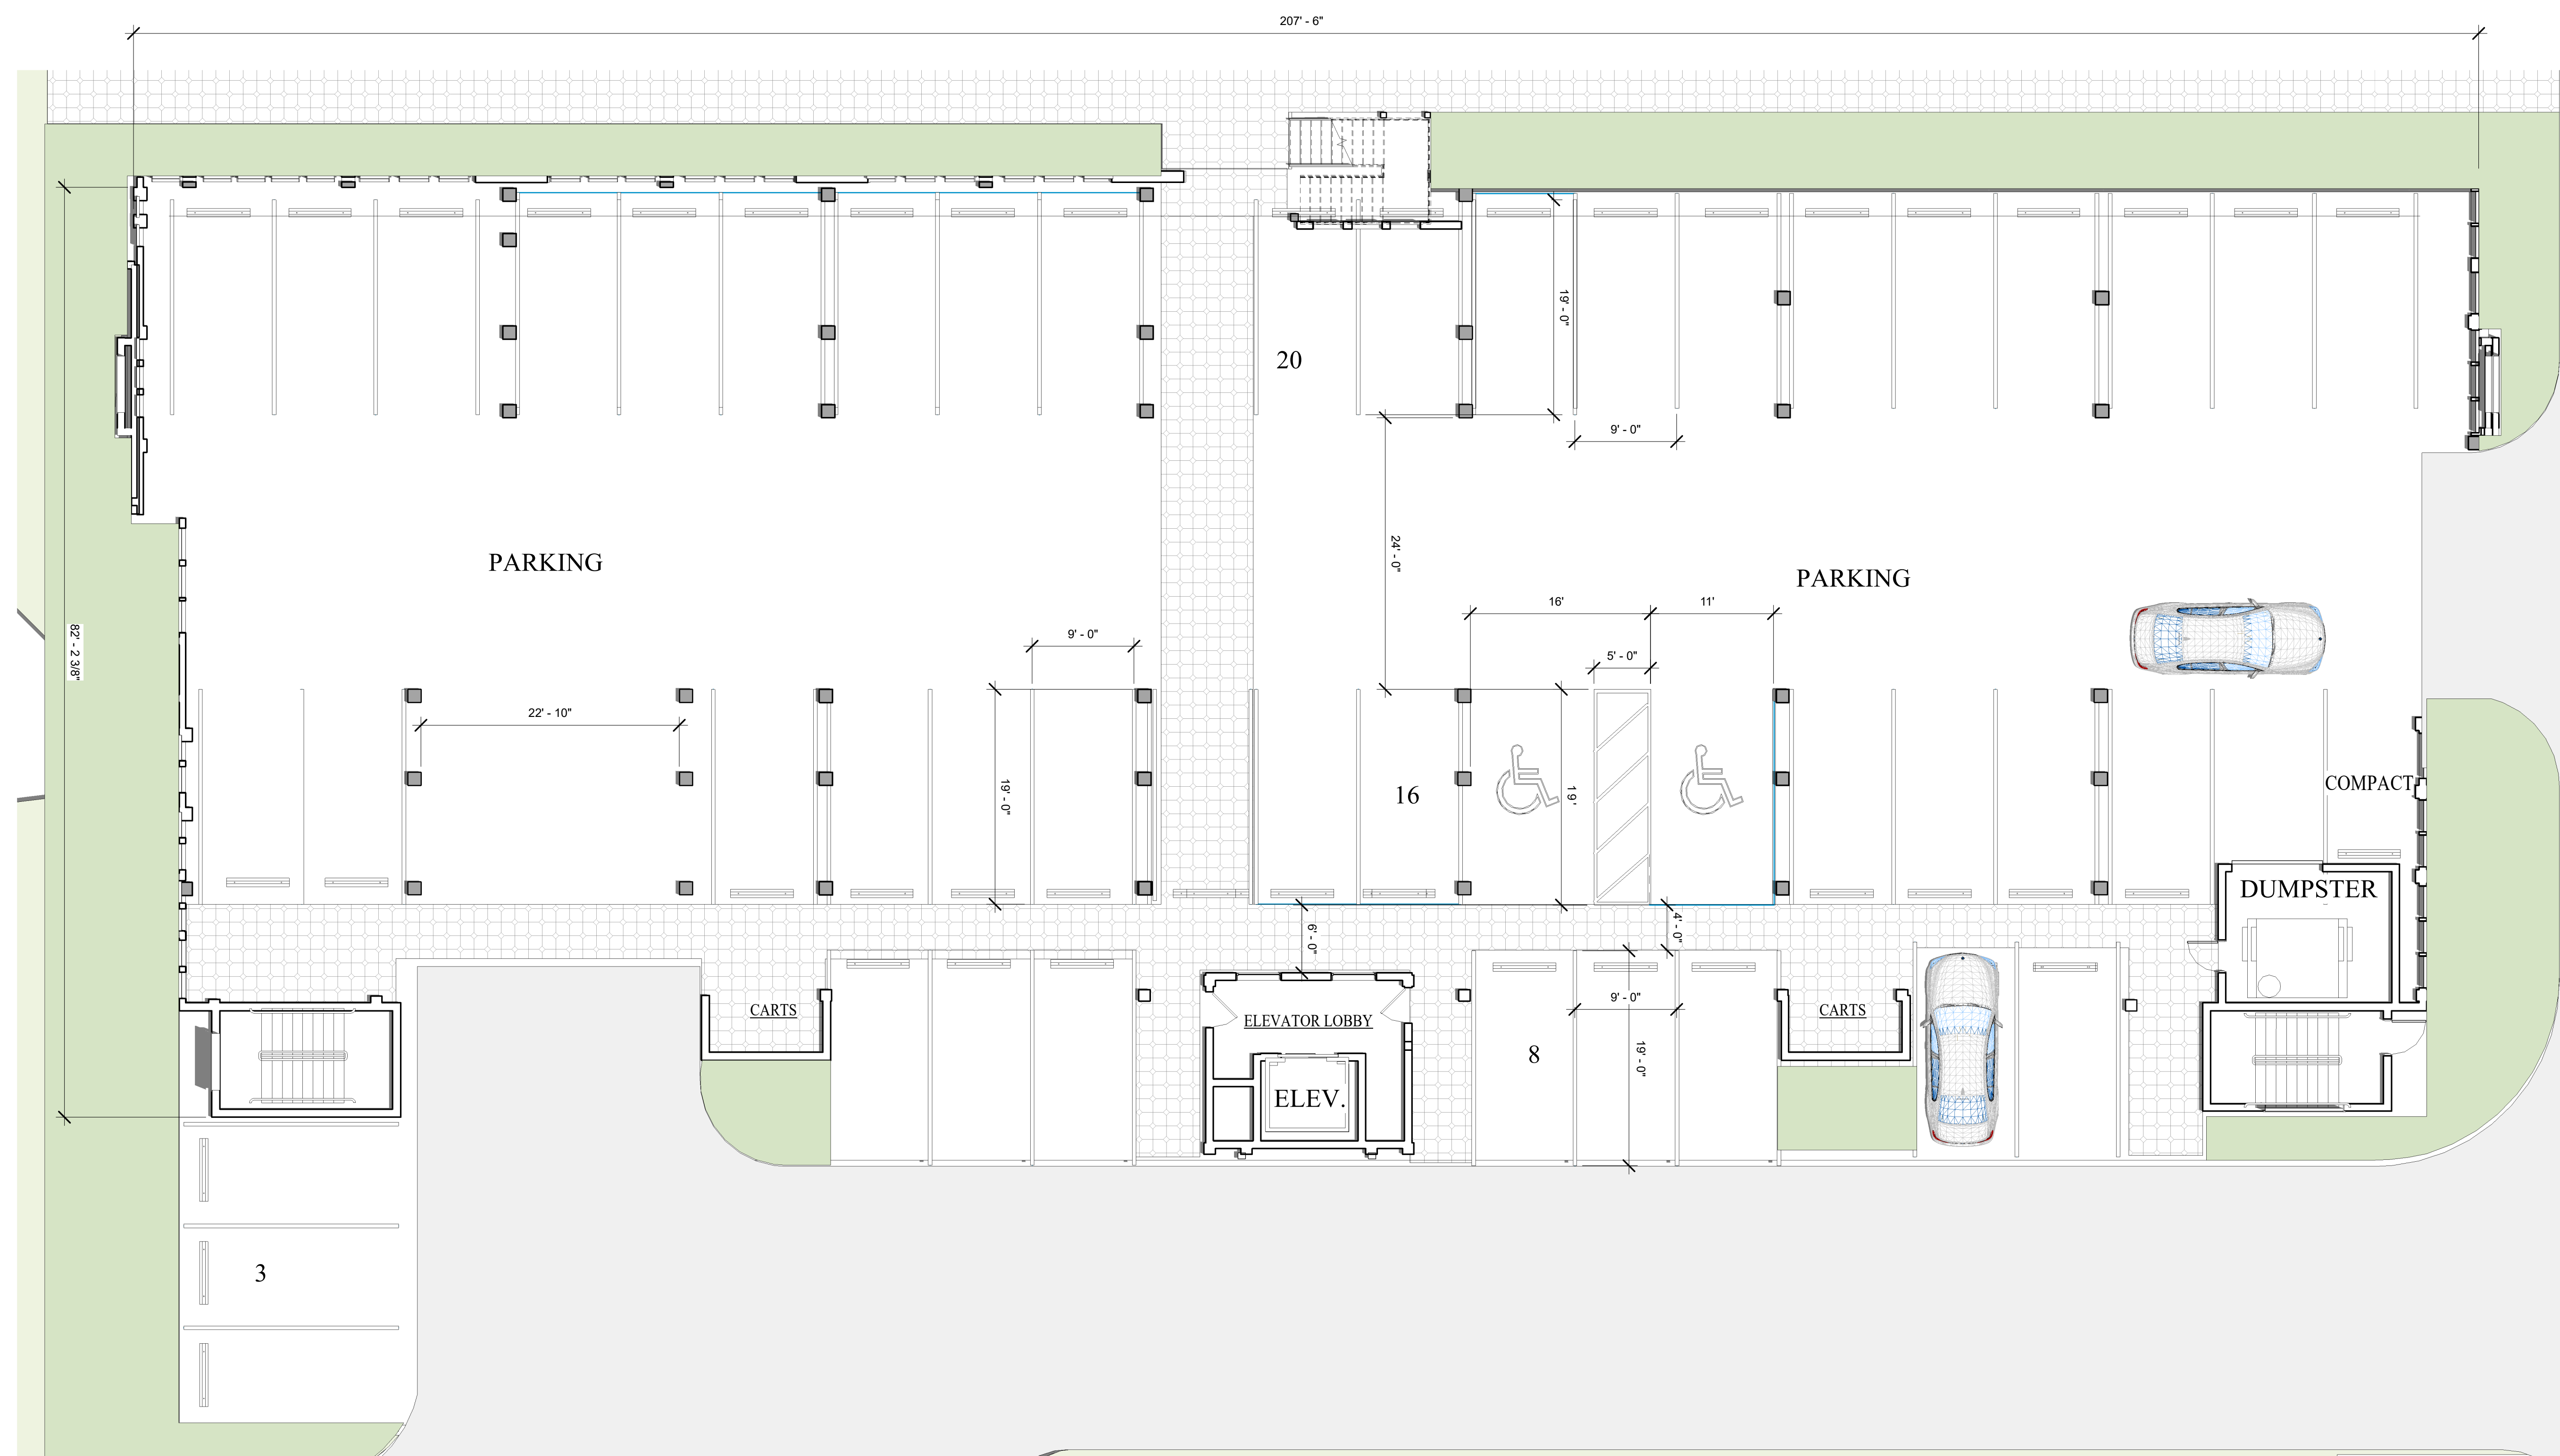 207' - 6"
19' - 0"
20
9' - 0"
24' - 0"
PARKING
PARKING
16'
11'
9' - 0"
5' - 0"
82' - 2 3/8"
22' - 10"
19' - 0"
16
19'
COMPACT
DUMPSTER
6' - 0"
4' - 0"
9' - 0"
CARTS
ELEVATOR LOBBY
CARTS
8
19' - 0"
ELEV.
3